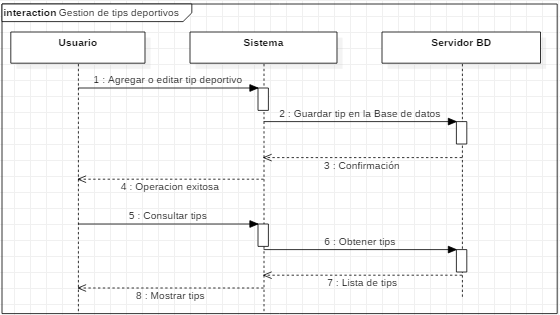 interaction Gestion de tips deportivos
Usuario
Sistema
Servidor BD
1 : Agregar o editar tip deportivo
2 : Guardar tip en la Base de datos
3 : Confirmación
4 : Operacion exitosa
5 : Consultar tips
6 : Obtener tips
7 : Lista de tips
8 : Mostrar tips